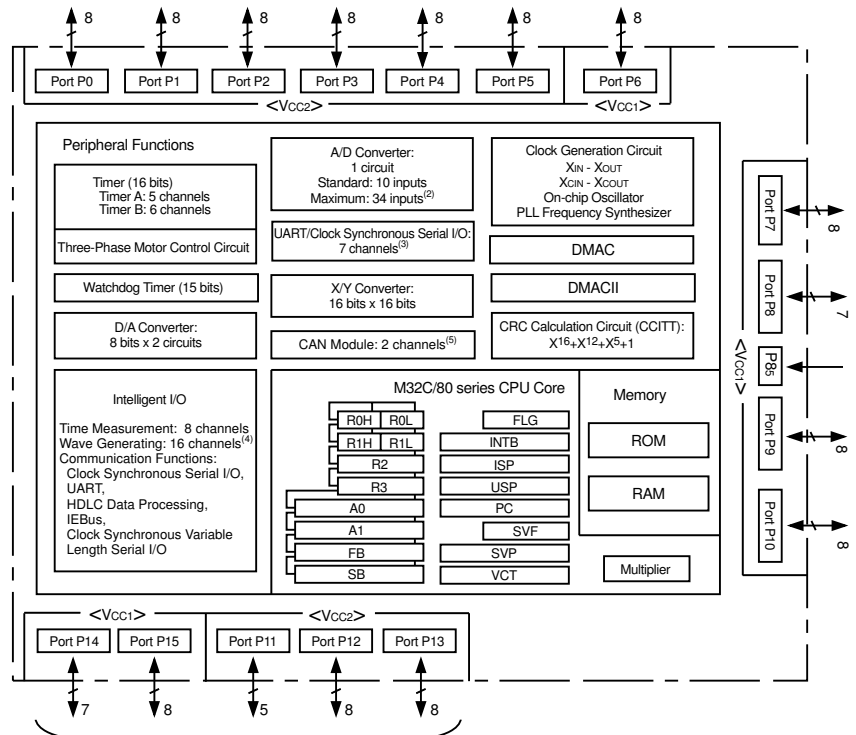 8 8 8 8 8 8 8
Port P0 Port P1 Port P2 Port P3 Port P4 Port P5 Port P6
<VCC2> <VCC1>
Peripheral Functions
Timer (16 bits)
Timer A: 5 channels
Timer B: 6 channels
Three-Phase Motor Control Circuit
Watchdog Timer (15 bits)
D/A Converter:
8 bits x 2 circuits
A/D Converter:
1 circuit
Standard: 10 inputs
Maximum: 34 inputs(2)
UART/Clock Synchronous Serial I/O:
7 channels(3)
X/Y Converter:
16 bits x 16 bits
CAN Module: 2 channels(5)
Clock Generation Circuit
XIN - XOUT
XCIN - XCOUT
On-chip Oscillator
PLL Frequency Synthesizer
DMAC
DMACII
CRC Calculation Circuit (CCITT):
X16+X12+X5+1
Intelligent I/O
Time Measurement: 8 channels
Wave Generating: 16 channels(4)
Communication Functions:
Clock Synchronous Serial I/O,
UART,
HDLC Data Processing,
IEBus,
Clock Synchronous Variable
Length Serial I/O
M32C/80 series CPU Core
R0H R0L
R1H R1L
R2
R3
A0
A1
FB
SB
FLG
INTB
ISP
USP
PC
SVF
SVP
VCT
Memory
ROM
RAM
Multiplier
<VCC1>
Port P7
8
Port P8
7
P85
Port P9
8
Port P10
8
<VCC1> <VCC2>
Port P14 Port P15 Port P11 Port P12 Port P13
7 8 5 8 8